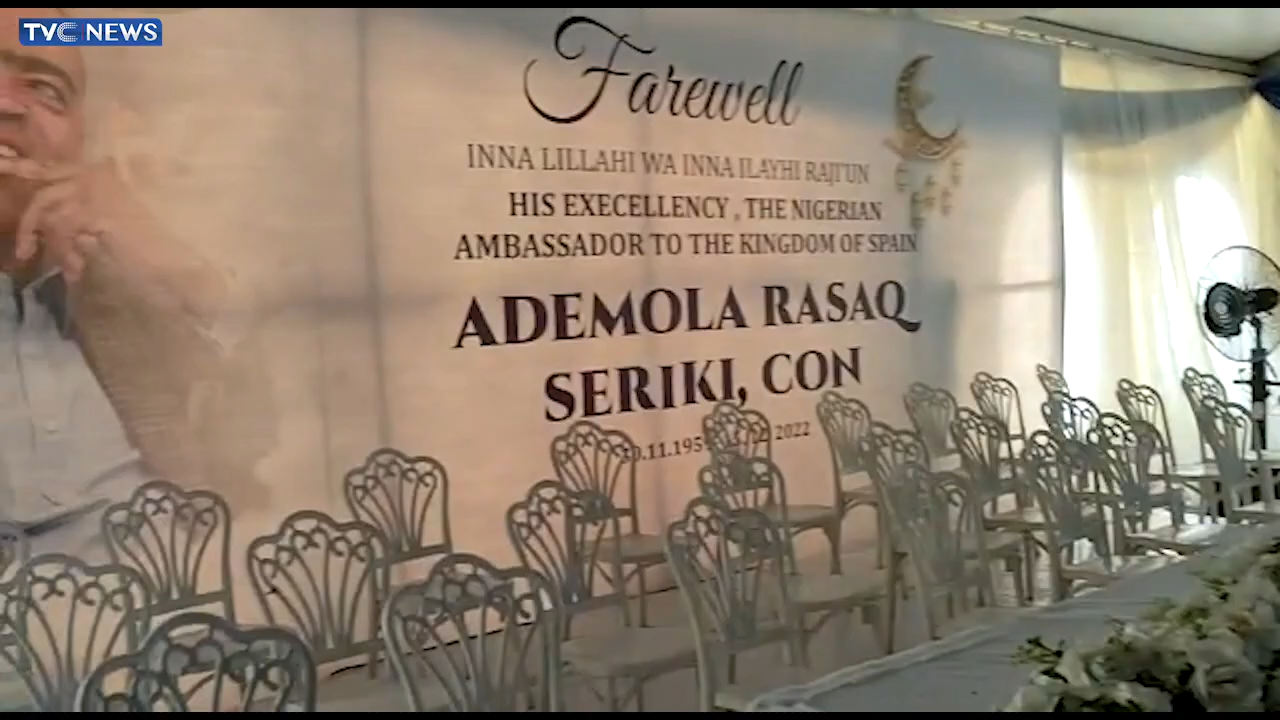 TVC NEWS
Farewell
INNA LILLAHI WA INNA ILAYHI RAJI'UN
HIS EXECELLENCY, THE NIGERIAN
AMBASSADOR TO THE KINGDOM OF SPAIN
ADEMOLA RASAQ
SERIKI, CON
2022